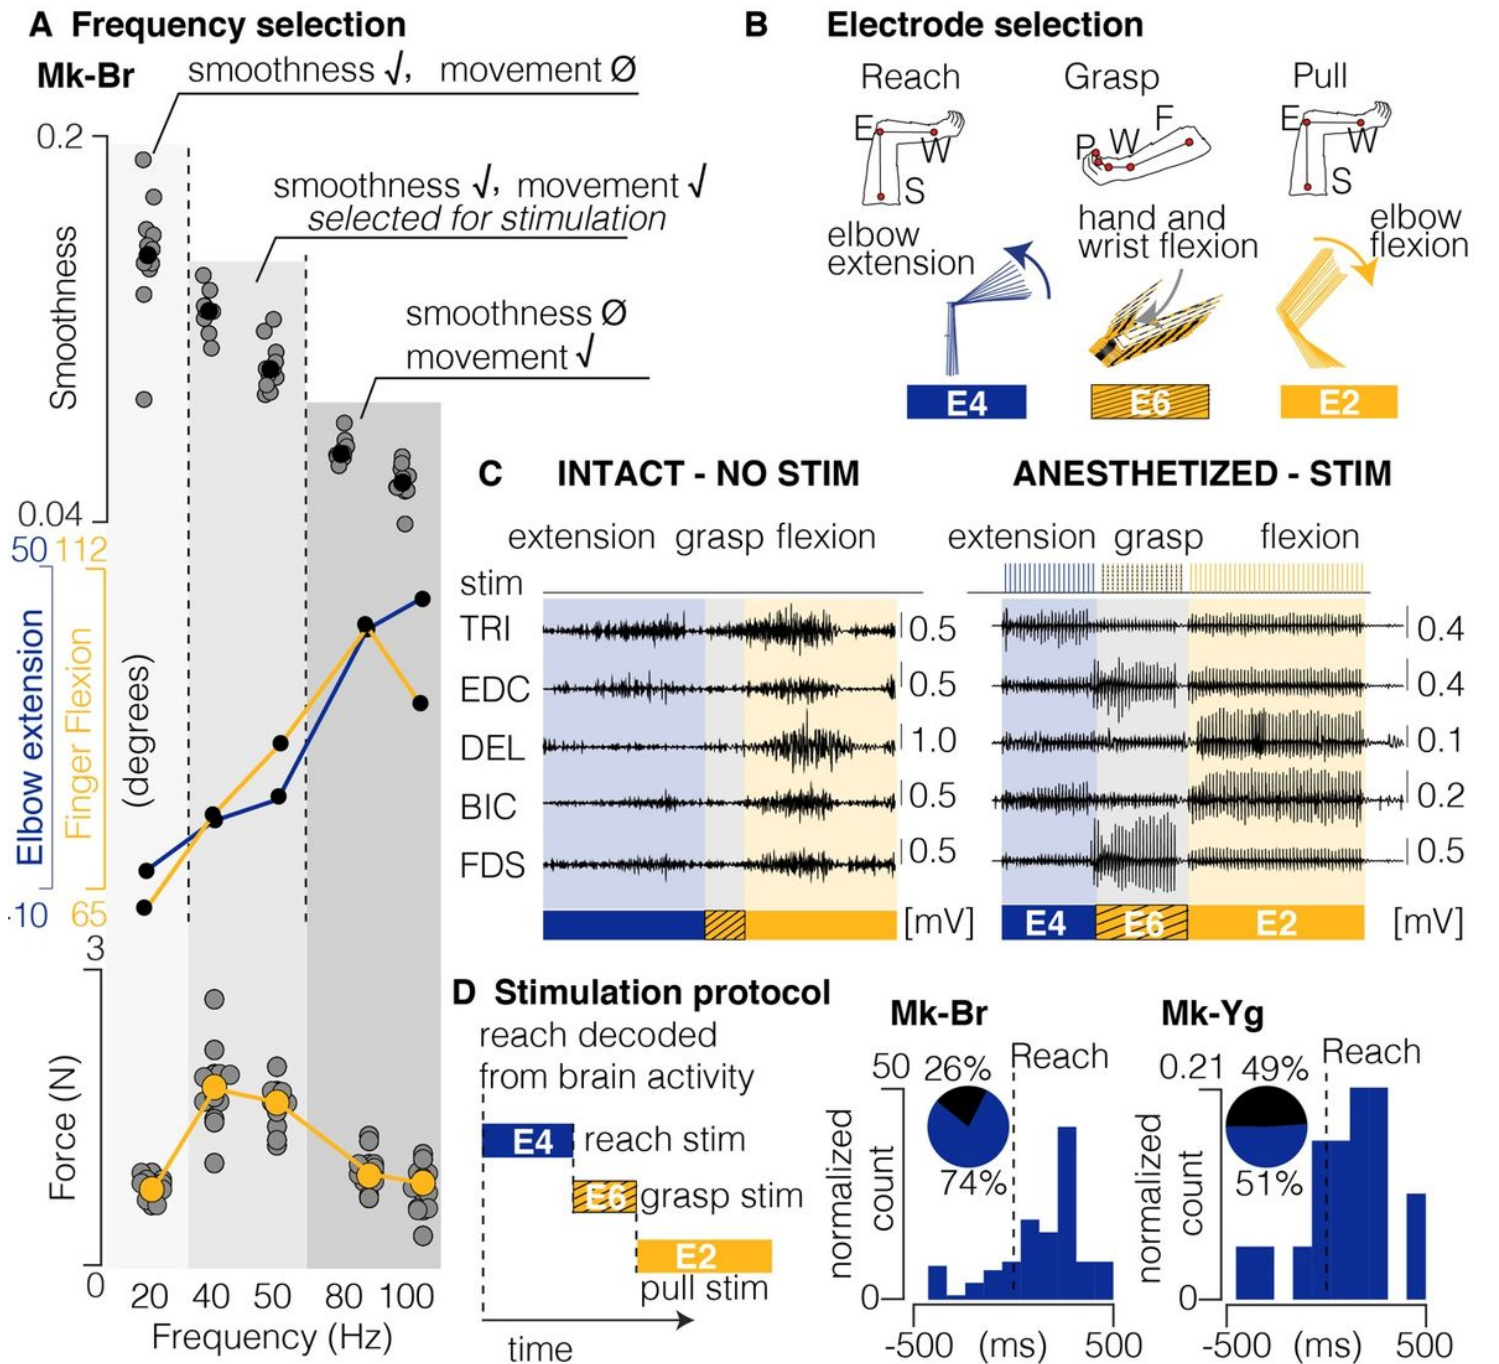 A Frequency selection
Mk-Br
smoothness √, movement Ø
0.2
smoothness √, movement √
selected for stimulation
smoothness Ø
movement √
Smoothness
0.04
50 112
Elbow extension
Finger Flexion
(degrees)
-10 65
3
Force (N)
0
20 40 50 80 100
Frequency (Hz)
B Electrode selection
Reach Grasp Pull
E W S
P W F
E W S
elbow
extension
hand and
wrist flexion
elbow
flexion
E4 E6 E2
C INTACT - NO STIM ANESTHETIZED - STIM
extension grasp flexion extension grasp flexion
stim
TRI 0.5 0.4
EDC 0.5 0.4
DEL 1.0 0.1
BIC 0.5 0.2
FDS 0.5 0.5
[mV] E4 E6 E2 [mV]
D Stimulation protocol
reach decoded
from brain activity
E4 reach stim
E6 grasp stim
E2
pull stim
time
Mk-Br
50 26% Reach
74%
normalized
count
0
-500 (ms) 500
Mk-Yg
0.21 49% Reach
51%
normalized
count
0
-500 (ms) 500